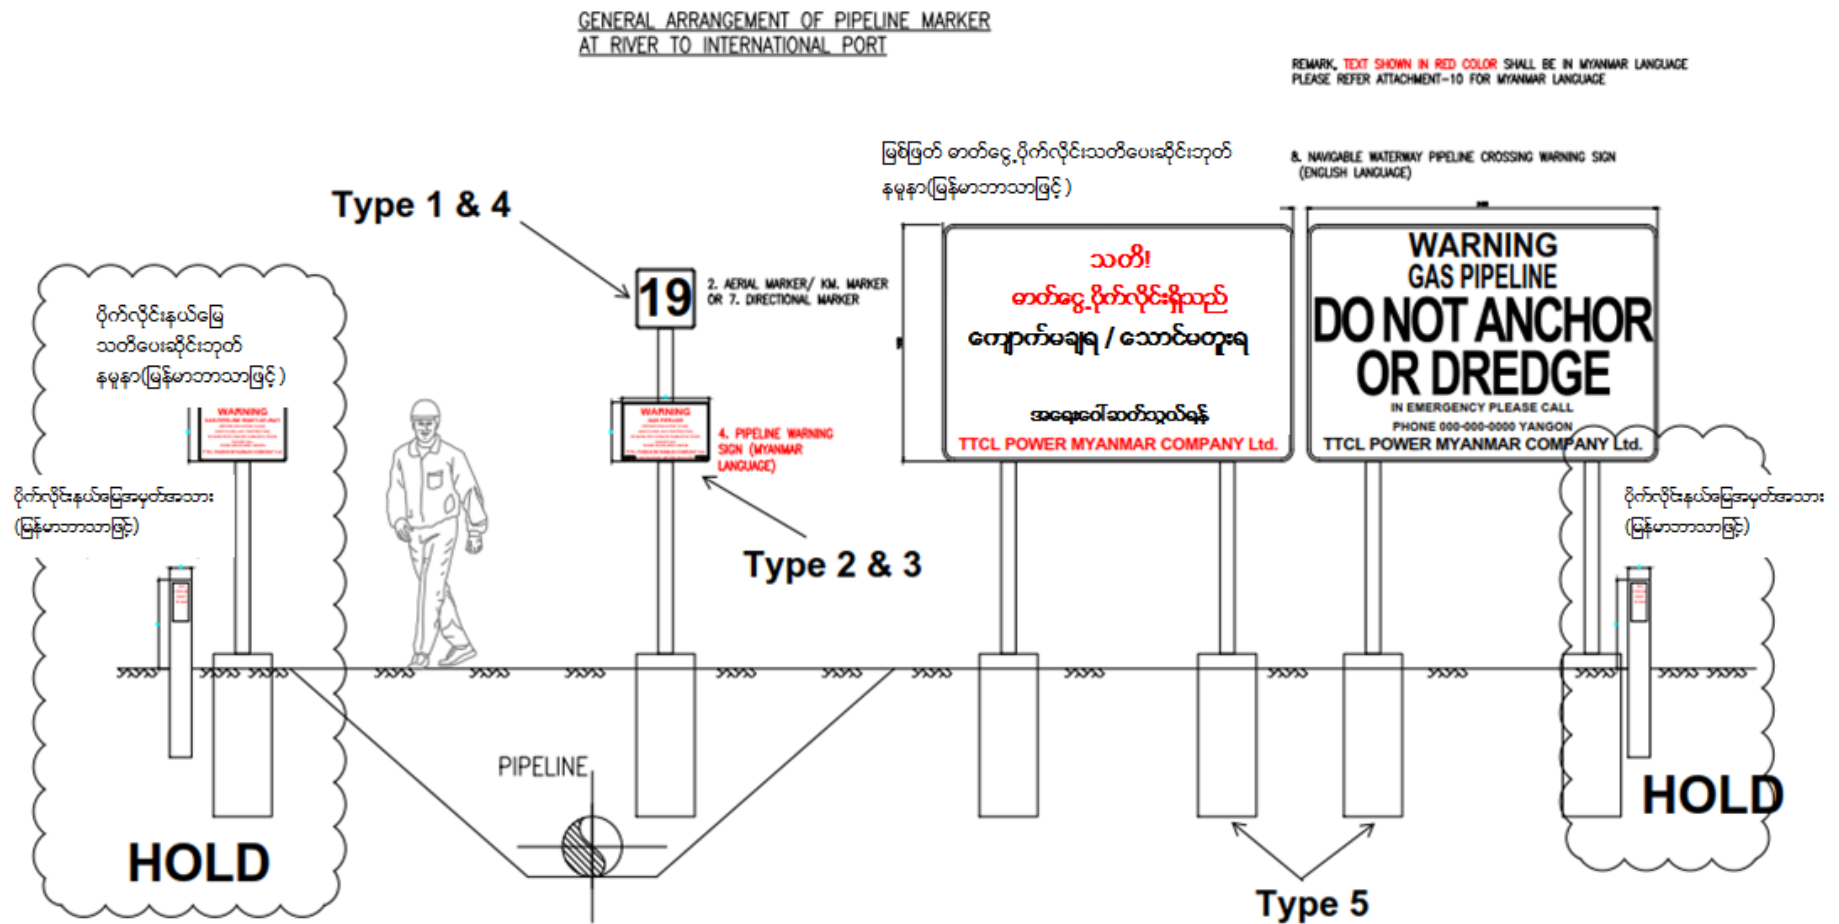 GENERAL ARRANGEMENT OF PIPELINE MARKER
AT RIVER TO INTERNATIONAL PORT
REMARK, TEXT SHOWN IN RED COLOR SHALL BE IN MYANMAR LANGUAGE
PLEASE REFER ATTACHMENT-10 FOR MYANMAR LANGUAGE
မြစ်ဖြတ် ဓာတ်ငွေ့ပိုက်လိုင်းသတိပေးဆိုင်းဘုတ်
နမူနာ(မြန်မာဘာသာဖြင့်)
8. NAVIGABLE WATERWAY PIPELINE CROSSING WARNING SIGN
(ENGLISH LANGUAGE)
Type 1 & 4
19
2. AERIAL MARKER/ KM. MARKER
OR 7. DIRECTIONAL MARKER
သတိ!
ဓာတ်ငွေ့ပိုက်လိုင်းရှိသည်
ကျောက်မချရ / သောင်မတူးရ
အရေးပေါ်ဆက်သွယ်ရန်
TTCL POWER MYANMAR COMPANY Ltd.
WARNING
GAS PIPELINE
DO NOT ANCHOR
OR DREDGE
IN EMERGENCY PLEASE CALL
PHONE 000-000-0000 YANGON
TTCL POWER MYANMAR COMPANY Ltd.
ပိုက်လိုင်းနယ်မြေ
သတိပေးဆိုင်းဘုတ်
နမူနာ(မြန်မာဘာသာဖြင့်)
WARNING
WARNING
4. PIPELINE WARNING
SIGN (MYANMAR
LANGUAGE)
ပိုက်လိုင်းနယ်မြေအမှတ်အသား
(မြန်မာဘာသာဖြင့်)
ပိုက်လိုင်းနယ်မြေအမှတ်အသား
(မြန်မာဘာသာဖြင့်)
Type 2 & 3
PIPELINE
HOLD
HOLD
Type 5